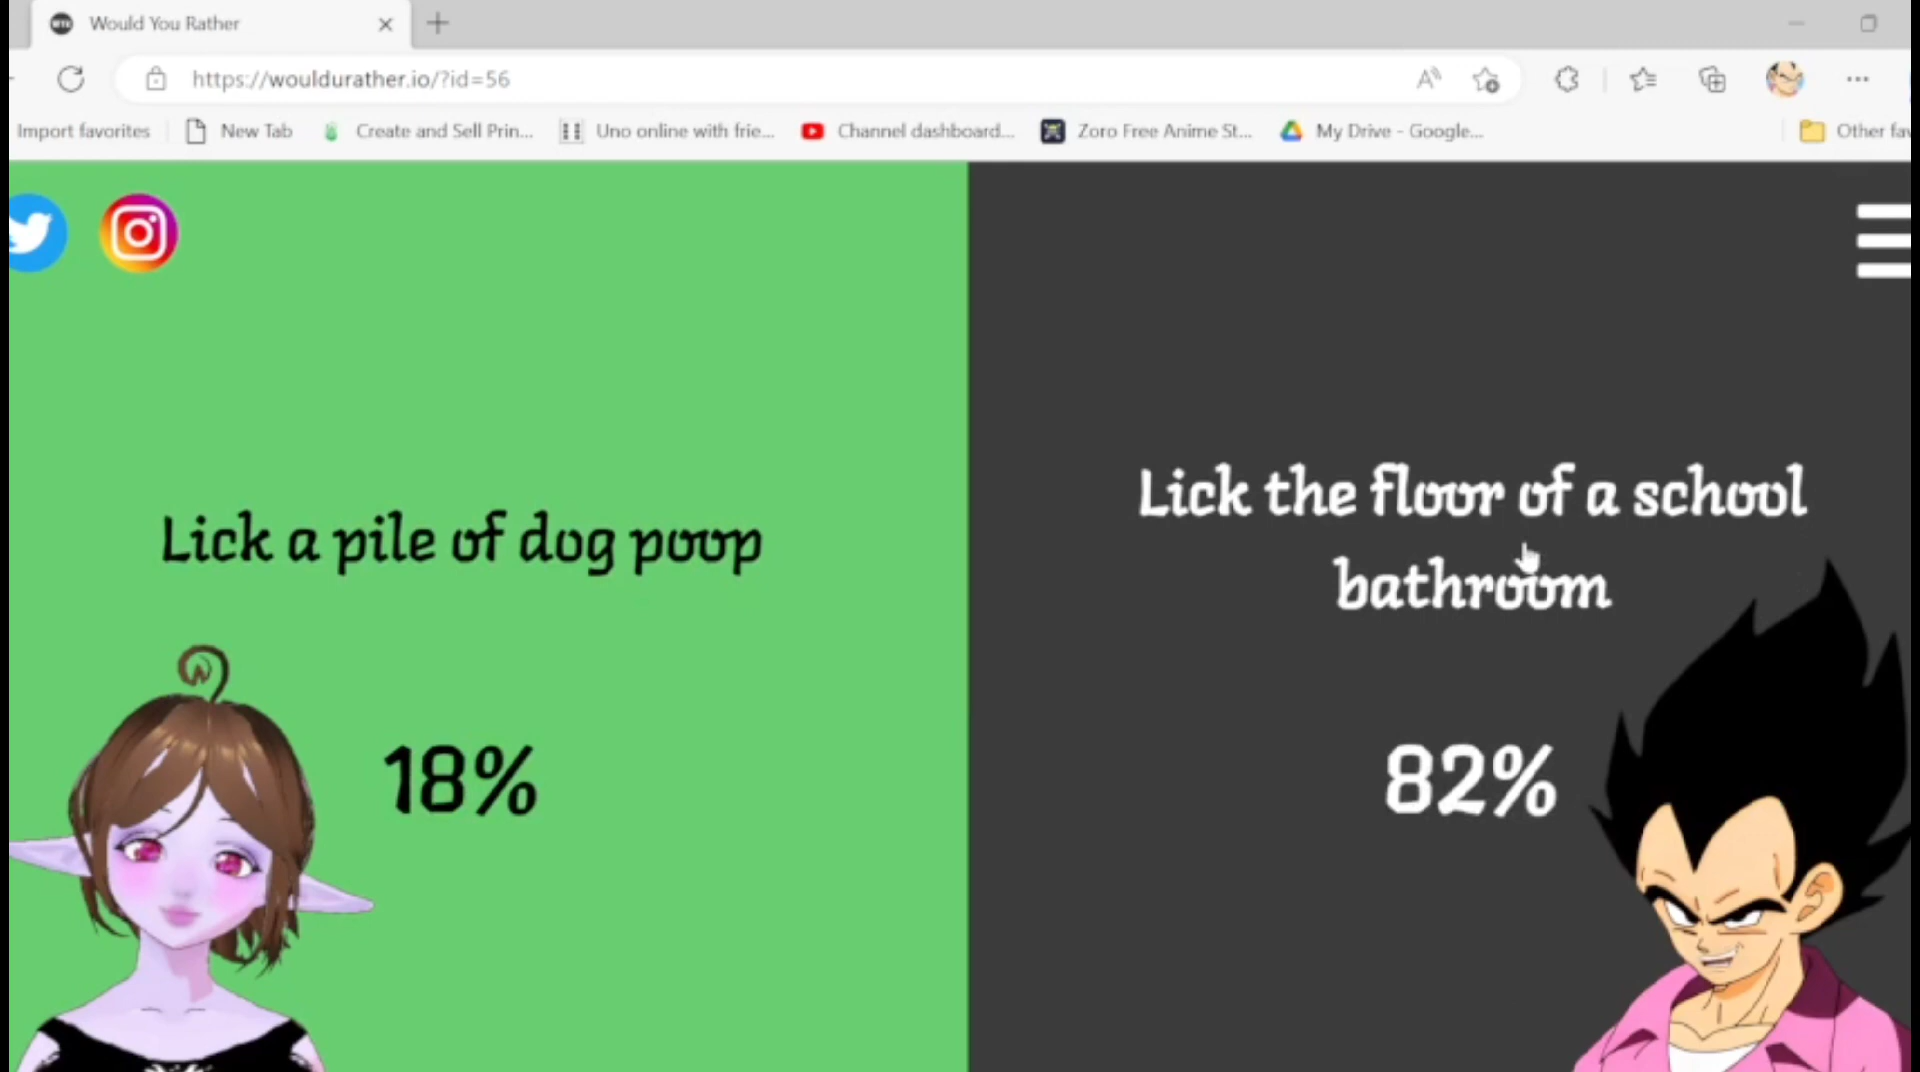 Would You Rather
https://wouldurather.io/?id=56
Import favorites New Tab Create and Sell Prin... Uno online with frie... Channel dashboard... Zoro Free Anime St... My Drive - Google... Other fav
Lick a pile of dog poop
18%
Lick the floor of a school
bathroom
82%